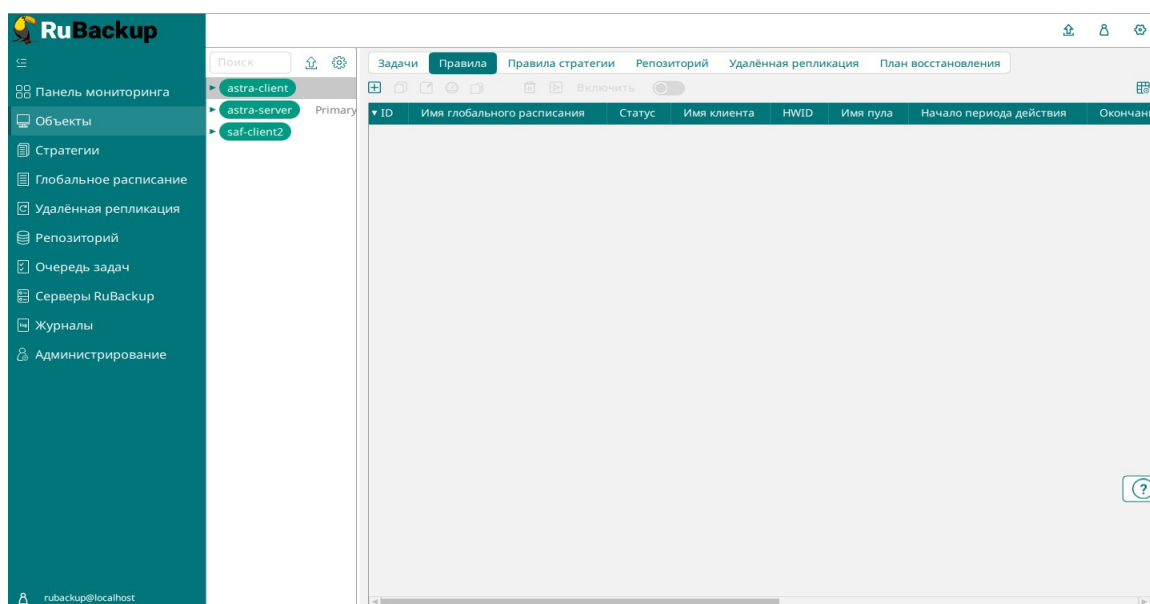 RuBackup
Поиск
Задачи Правила Правила стратегии Репозиторий Удалённая репликация План восстановления
Панель мониторинга
astra-client
Включить
Объекты
astra-server Primary
ID Имя глобального расписания Статус Имя клиента HWID Имя пула Начало периода действия Окончан
Стратегии
saf-client2
Глобальное расписание
Удалённая репликация
Репозиторий
Очередь задач
Серверы RuBackup
Журналы
Администрирование
?
rubackup@localhost